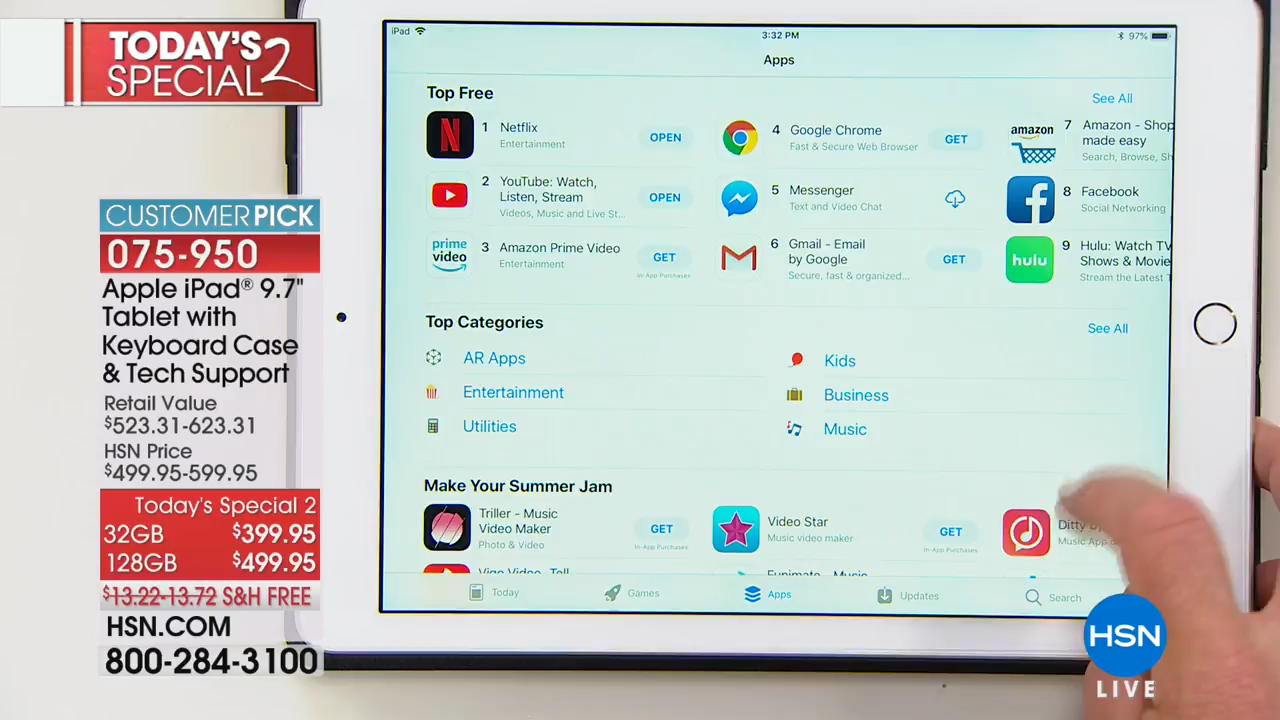 TODAY'S
SPECIAL 2
CUSTOMER PICK
075-950
Apple iPad® 9.7"
Tablet with
Keyboard Case
& Tech Support
Retail Value
$523.31-623.31
HSN Price
$499.95-599.95
Today's Special 2
32GB $399.95
128GB $499.95
$13.22-13.72 S&H FREE
HSN.COM
800-284-3100
iPad
3:32 PM
97%
Apps
Top Free
See All
1 Netflix
Entertainment
OPEN
2 YouTube: Watch,
Listen, Stream
Videos, Music and Live St...
OPEN
prime
video
3 Amazon Prime Video
Entertainment
GET
In-App Purchases
4 Google Chrome
Fast & Secure Web Browser
GET
5 Messenger
Text and Video Chat
6 Gmail - Email
by Google
Secure, fast & organized...
GET
amazon
7 Amazon - Shop
made easy
Search, Browse, Sh
8 Facebook
Social Networking
hulu
9 Hulu: Watch TV
Shows & Movie
Stream the Latest T
Top Categories
See All
AR Apps
Kids
Entertainment
Business
Utilities
Music
Make Your Summer Jam
Triller - Music
Video Maker
Photo & Video
GET
In-App Purchases
Video Star
Music video maker
GET
In-App Purchases
Ditty
Music App
Today
Games
Apps
Updates
Search
HSN
LIVE